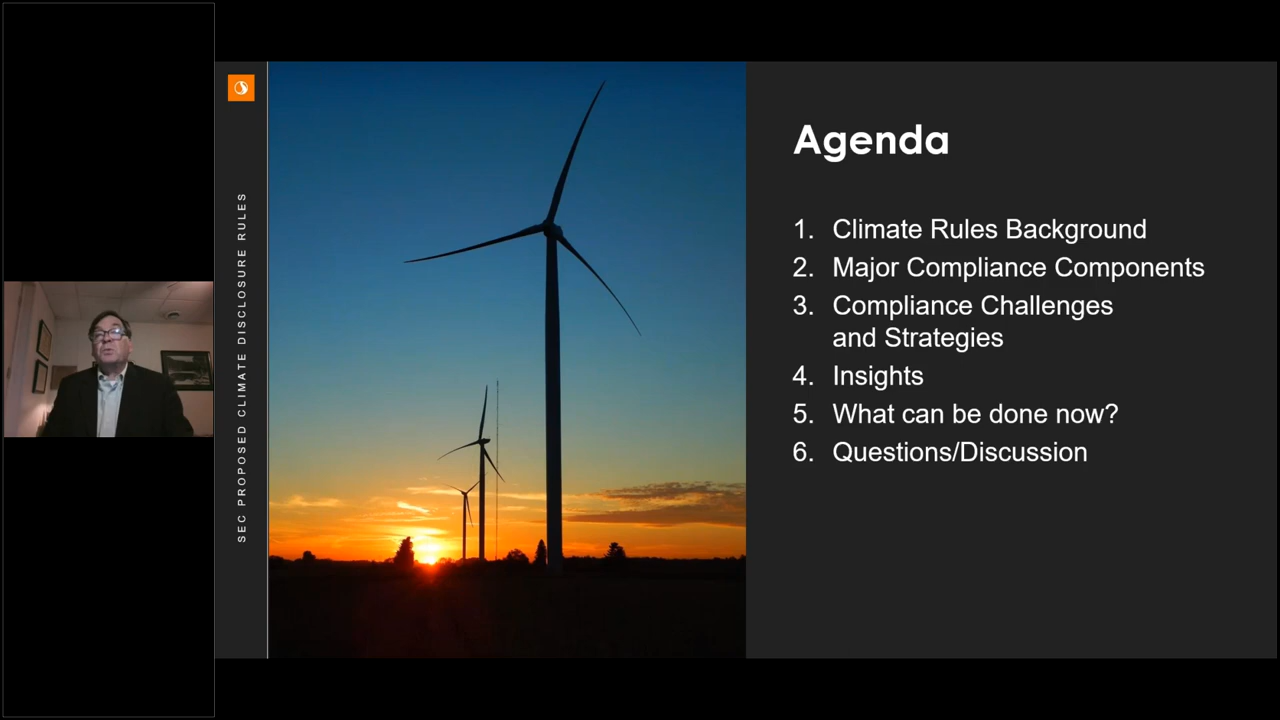 SEC PROPOSED CLIMATE DISCLOSURE RULES
Agenda
1. Climate Rules Background
2. Major Compliance Components
3. Compliance Challenges
and Strategies
4. Insights
5. What can be done now?
6. Questions/Discussion